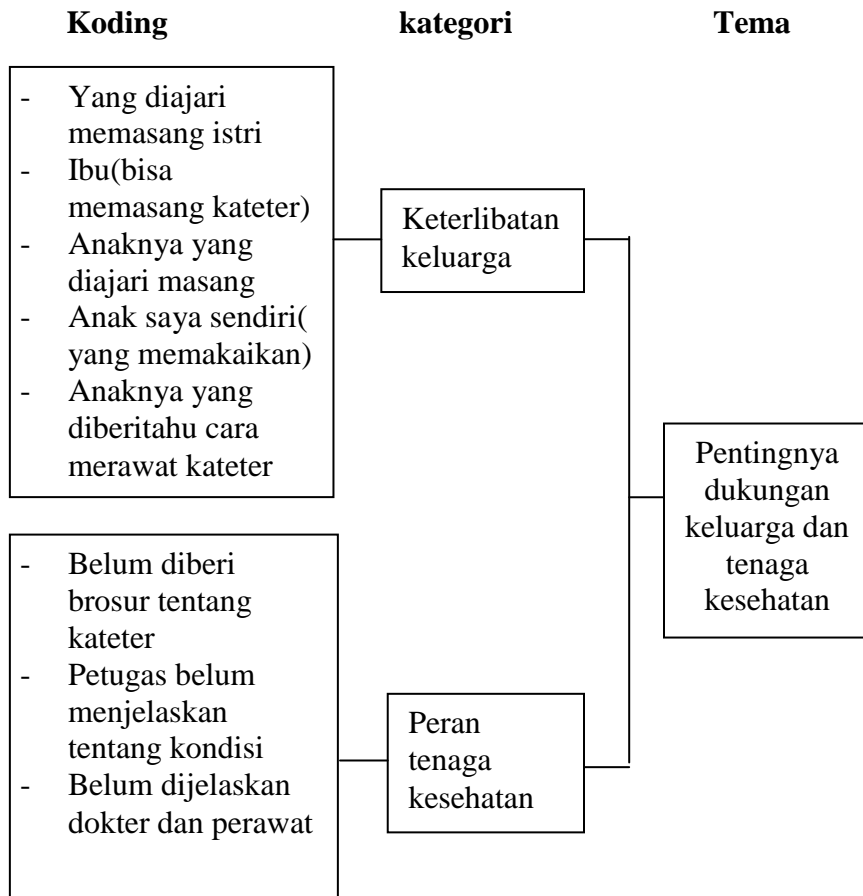 Koding kategori Tema
- Yang diajari
memasang istri
- Ibu(bisa
memasang kateter)
- Anaknya yang
diajari masang
- Anak saya sendiri(
yang memakaikan)
- Anaknya yang
diberitahu cara
merawat kateter
Keterlibatan
keluarga
- Belum diberi
brosur tentang
kateter
- Petugas belum
menjelaskan
tentang kondisi
- Belum dijelaskan
dokter dan perawat
Peran
tenaga
kesehatan
Pentingnya
dukungan
keluarga dan
tenaga
kesehatan